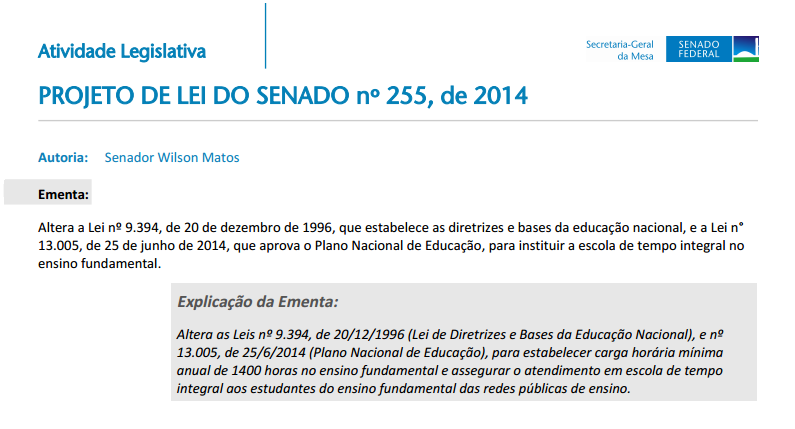 Atividade Legislativa
Secretaria-Geral
da Mesa
SENADO
FEDERAL
PROJETO DE LEI DO SENADO nº 255, de 2014
Autoria: Senador Wilson Matos
Ementa:
Altera a Lei nº 9.394, de 20 de dezembro de 1996, que estabelece as diretrizes e bases da educação nacional, e a Lei n°
13.005, de 25 de junho de 2014, que aprova o Plano Nacional de Educação, para instituir a escola de tempo integral no
ensino fundamental.
Explicação da Ementa:
Altera as Leis nº 9.394, de 20/12/1996 (Lei de Diretrizes e Bases da Educação Nacional), e nº
13.005, de 25/6/2014 (Plano Nacional de Educação), para estabelecer carga horária mínima
anual de 1400 horas no ensino fundamental e assegurar o atendimento em escola de tempo
integral aos estudantes do ensino fundamental das redes públicas de ensino.